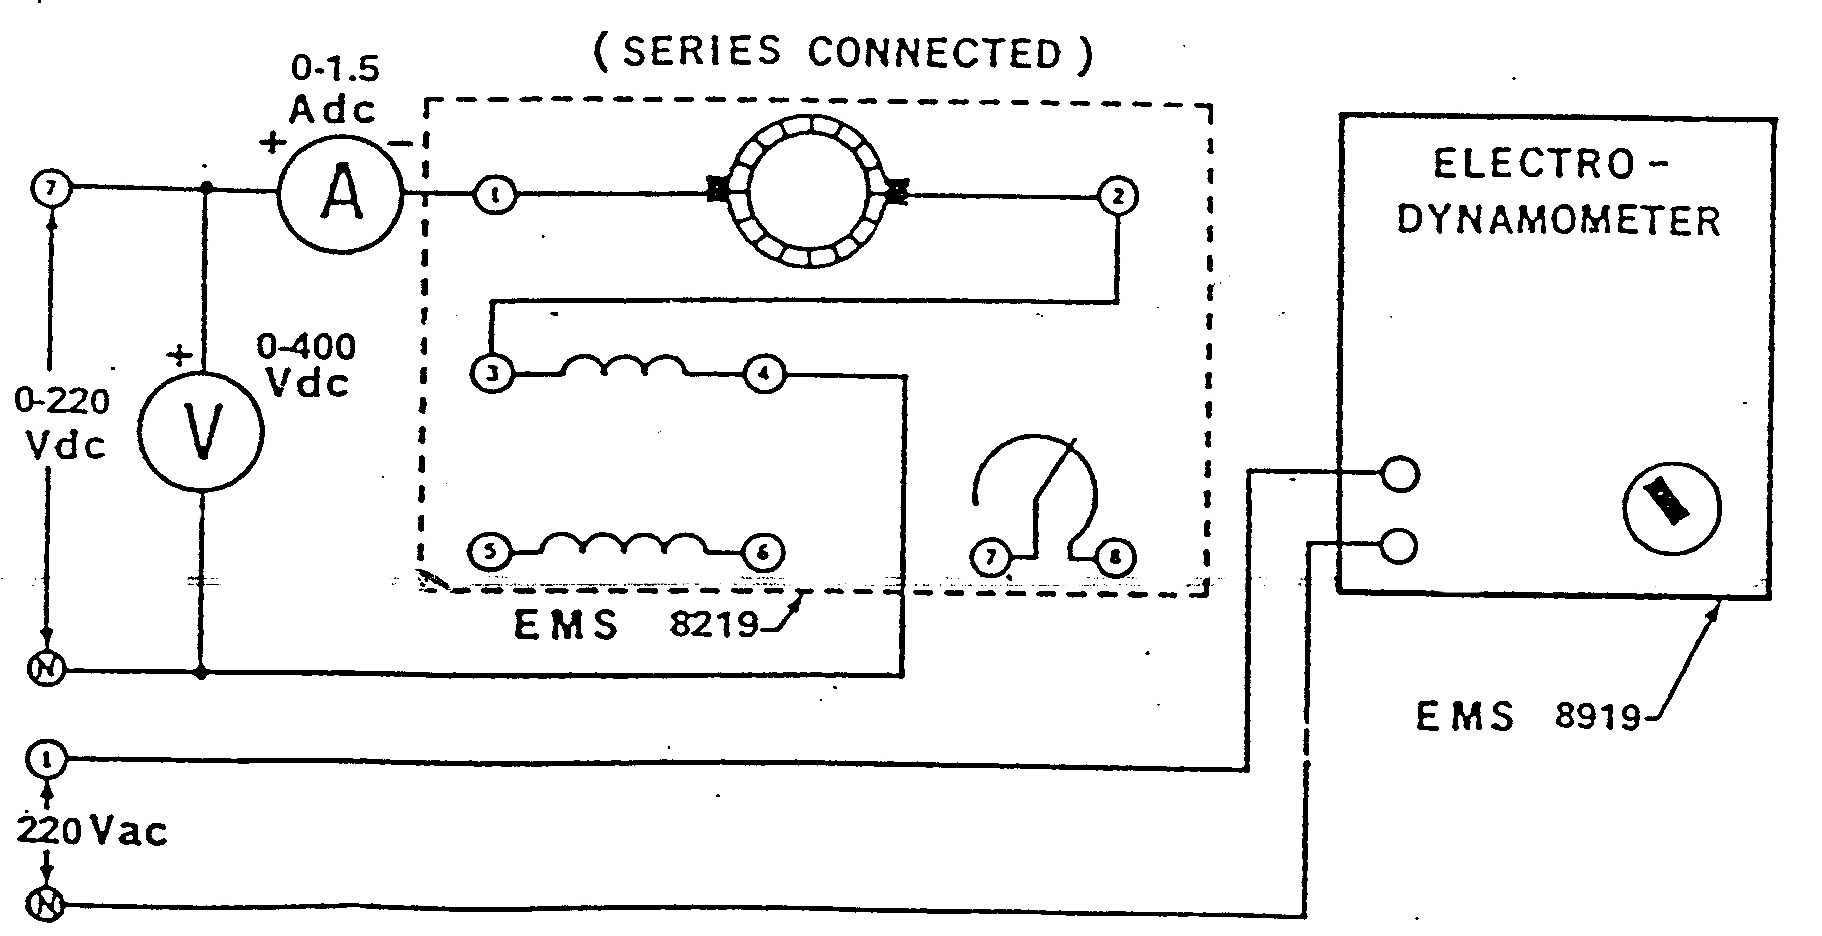 ( SERIES CONNECTED )
0-1.5
Adc
+ −
A
7
1
2
ELECTRO -
DYNAMOMETER
+
0-400
Vdc
V
0-220
Vdc
3
4
5
6
7
8
EMS 8219
N
EMS 8919
1
220Vac
N